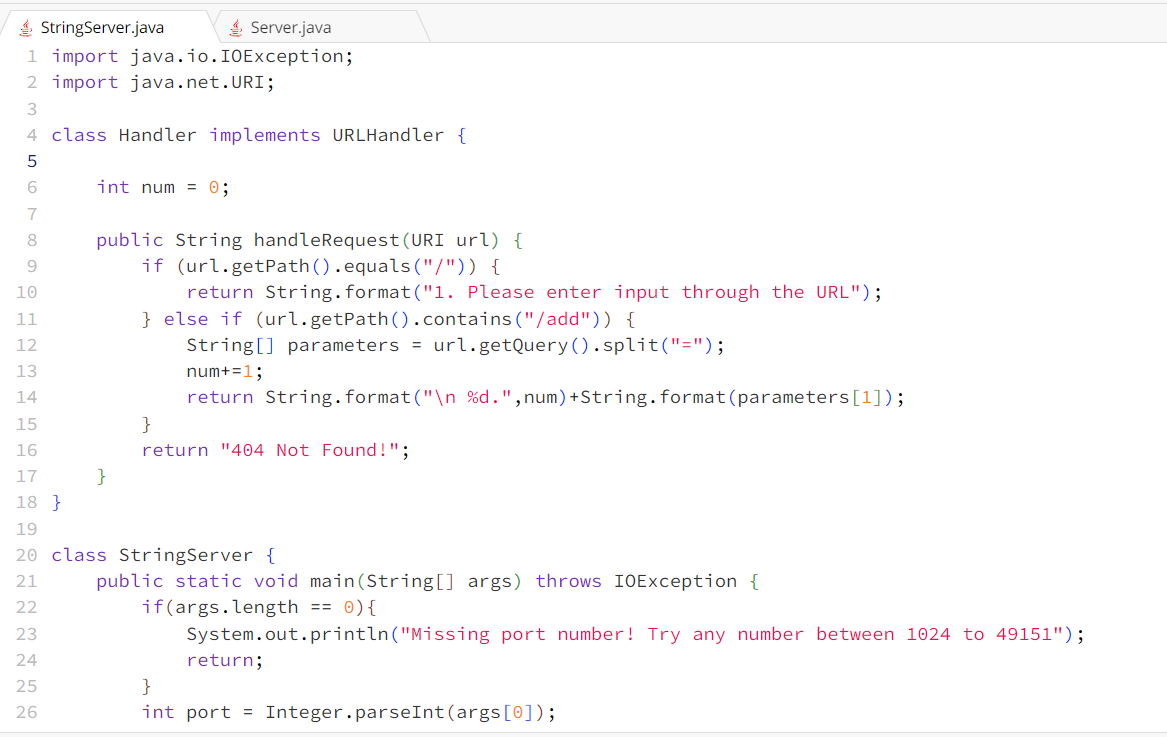 StringServer.java Server.java
1 import java.io.IOException;
2 import java.net.URI;
3
4 class Handler implements URLHandler {
5
6     int num = 0;
7
8     public String handleRequest(URI url) {
9         if (url.getPath().equals("/")) {
10             return String.format("1. Please enter input through the URL");
11         } else if (url.getPath().contains("/add")) {
12             String[] parameters = url.getQuery().split("=");
13             num+=1;
14             return String.format("\n %d.",num)+String.format(parameters[1]);
15         }
16         return "404 Not Found!";
17     }
18 }
19
20 class StringServer {
21     public static void main(String[] args) throws IOException {
22         if(args.length == 0){
23             System.out.println("Missing port number! Try any number between 1024 to 49151");
24             return;
25         }
26         int port = Integer.parseInt(args[0]);